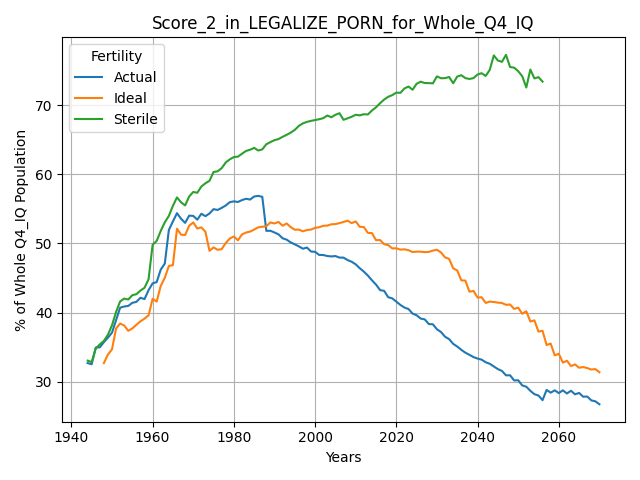 Score_2_in_LEGALIZE_PORN_for_Whole_Q4_IQ
Fertility
Actual
Ideal
Sterile
% of Whole Q4_IQ Population
70
60
50
40
30
1940 1960 1980 2000 2020 2040 2060
Years